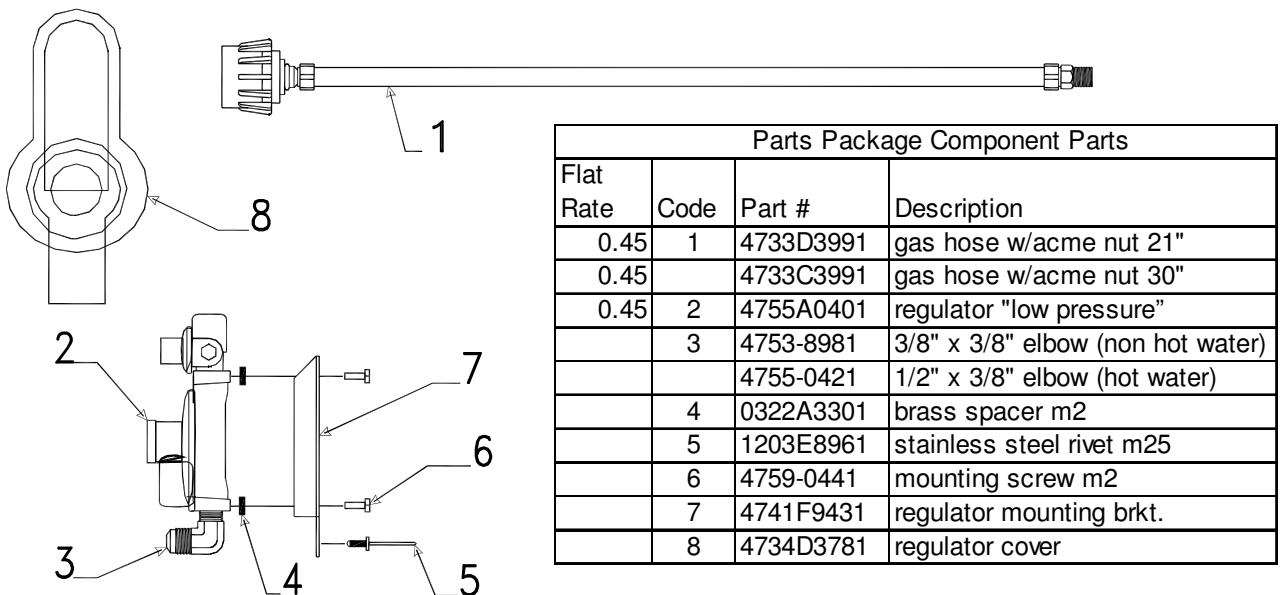 1
8
2
7
6
3
4
5
Parts Package Component Parts
Flat
Rate Code Part # Description
0.45 1 4733D3991 gas hose w/acme nut 21"
0.45 4733C3991 gas hose w/acme nut 30"
0.45 2 4755A0401 regulator "low pressure”
3 4753-8981 3/8" x 3/8" elbow (non hot water)
4755-0421 1/2" x 3/8" elbow (hot water)
4 0322A3301 brass spacer m2
5 1203E8961 stainless steel rivet m25
6 4759-0441 mounting screw m2
7 4741F9431 regulator mounting brkt.
8 4734D3781 regulator cover